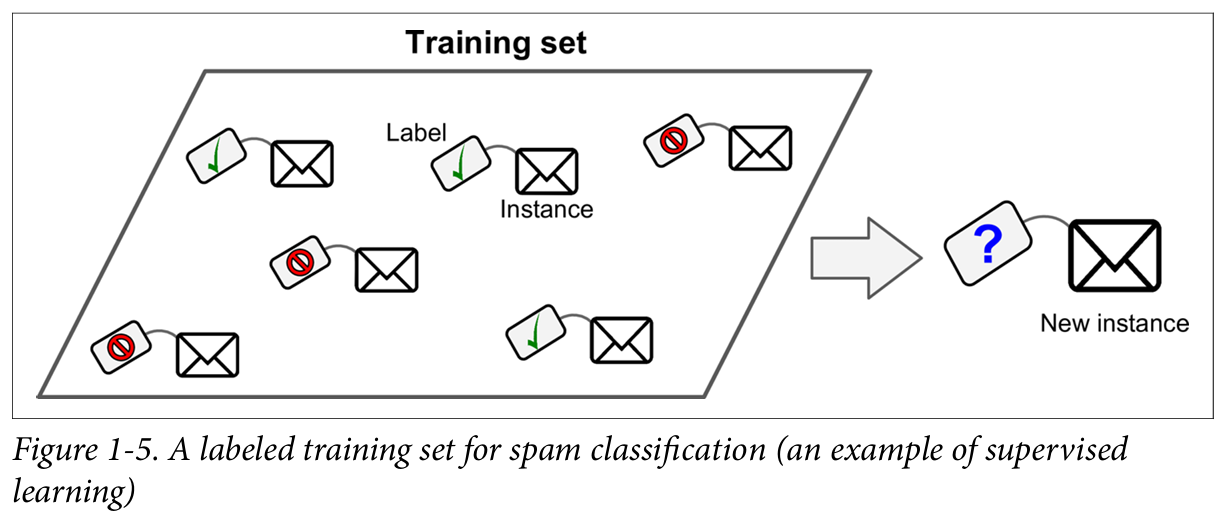 Training set
Label
Instance
?
New instance
Figure 1-5. A labeled training set for spam classification (an example of supervised
learning)